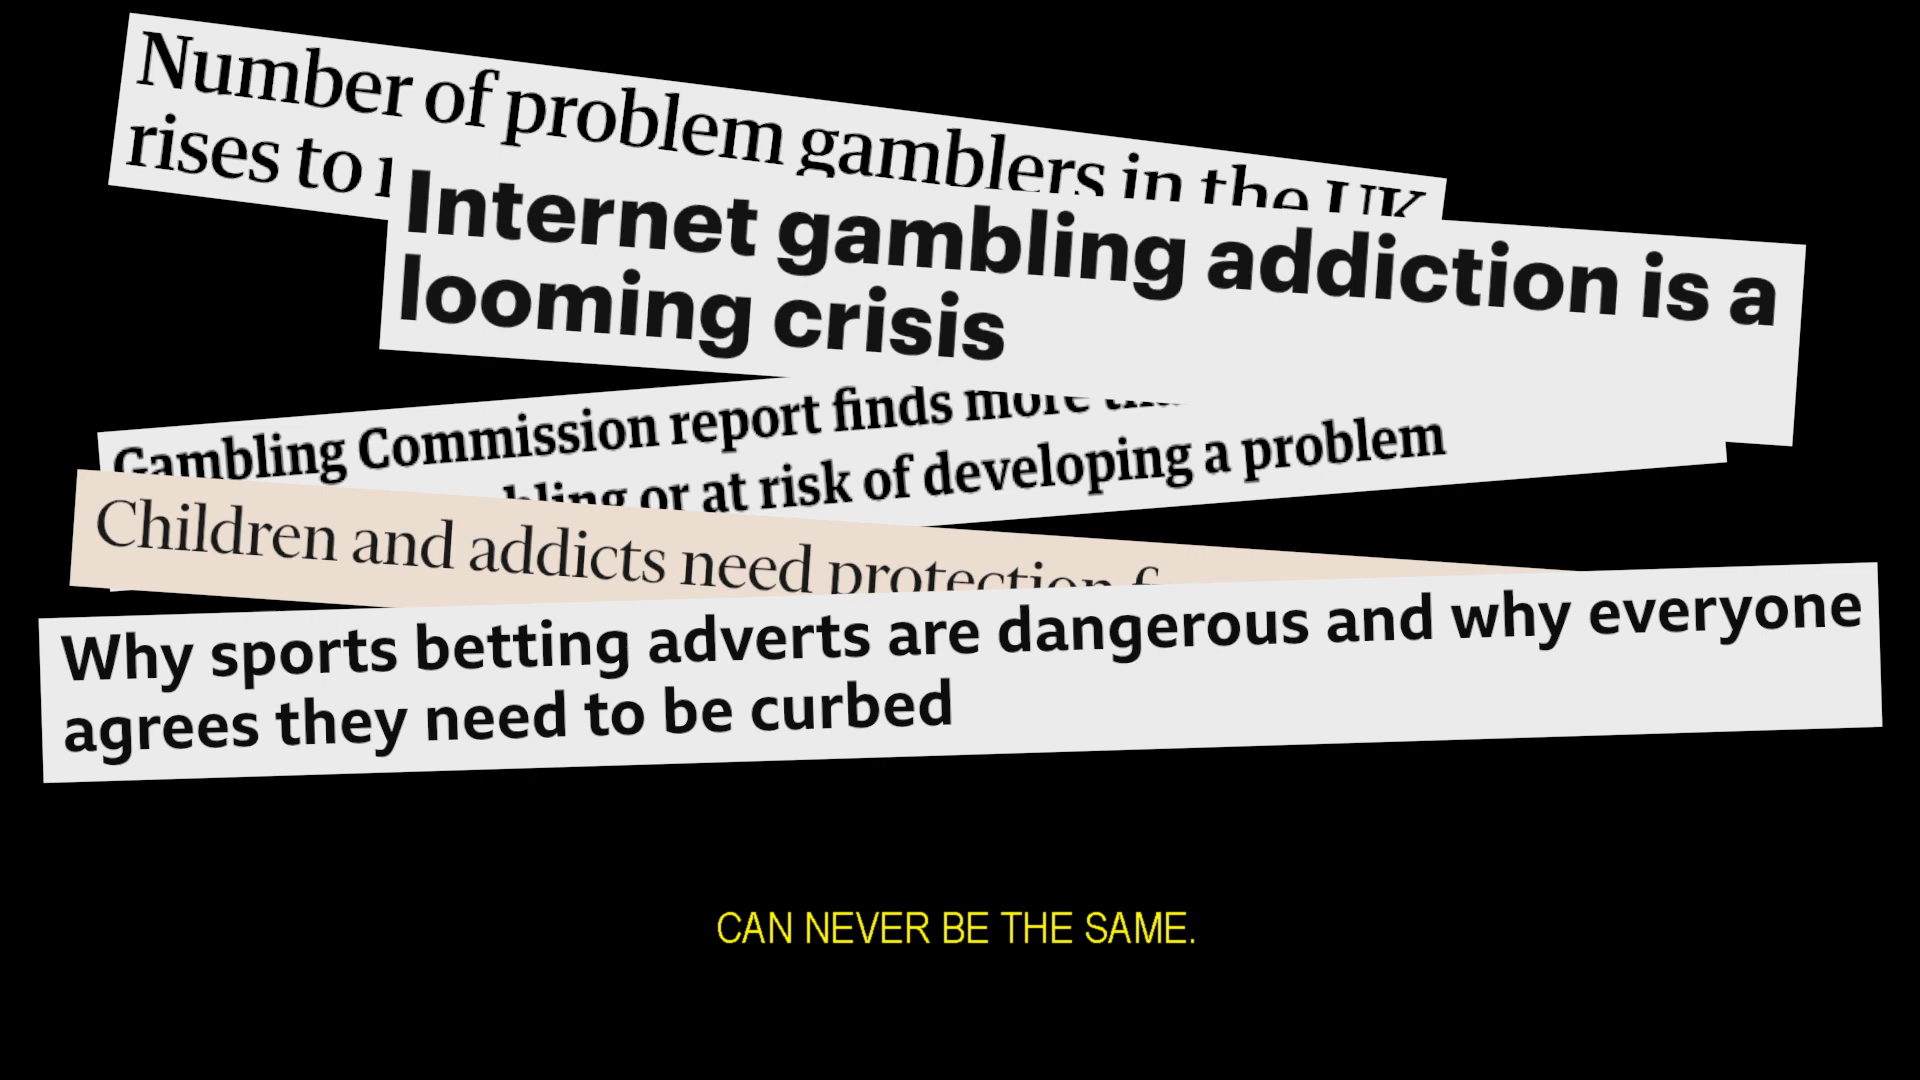 Number of problem gamblers in the UK
rises to
Internet gambling addiction is a
looming crisis
Gambling Commission report finds more
or at risk of developing a problem
Children and addicts need protection
Why sports betting adverts are dangerous and why everyone
agrees they need to be curbed
CAN NEVER BE THE SAME.